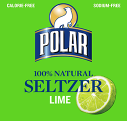 CALORIE-FREE SODIUM-FREE
POLAR
100% NATURAL
SELTZER
LIME